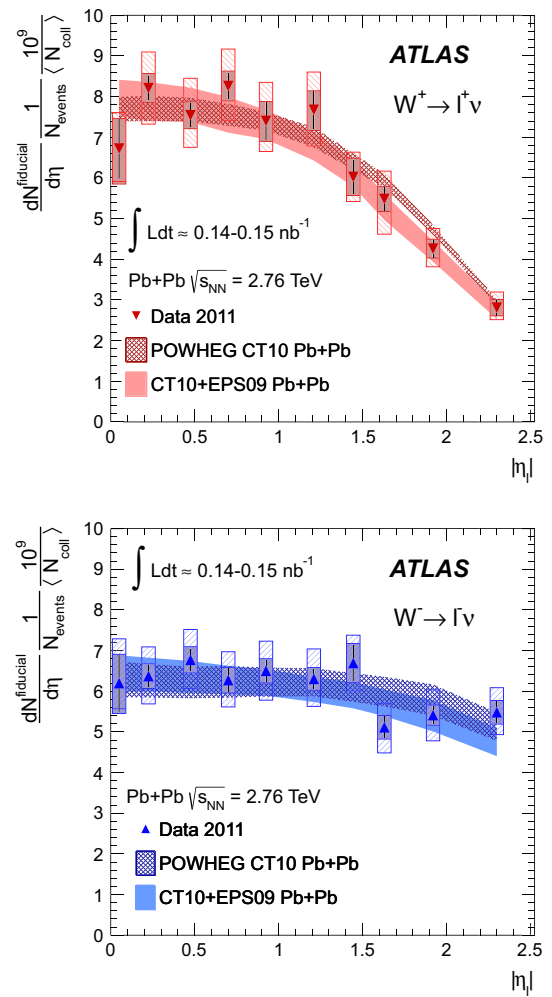 10
9
8
7
6
5
4
3
2
1
0
dN^fiducial/dη 1/N_events 10^9/⟨N_coll⟩
ATLAS
W⁺→ l⁺ν
∫ Ldt ≈ 0.14-0.15 nb⁻¹
Pb+Pb √s_NN = 2.76 TeV
Data 2011
POWHEG CT10 Pb+Pb
CT10+EPS09 Pb+Pb
0 0.5 1 1.5 2 2.5
|η_l|
10
9
8
7
6
5
4
3
2
1
0
dN^fiducial/dη 1/N_events 10^9/⟨N_coll⟩
∫ Ldt ≈ 0.14-0.15 nb⁻¹
ATLAS
W⁻→ l⁻ν
Pb+Pb √s_NN = 2.76 TeV
Data 2011
POWHEG CT10 Pb+Pb
CT10+EPS09 Pb+Pb
0 0.5 1 1.5 2 2.5
|η_l|